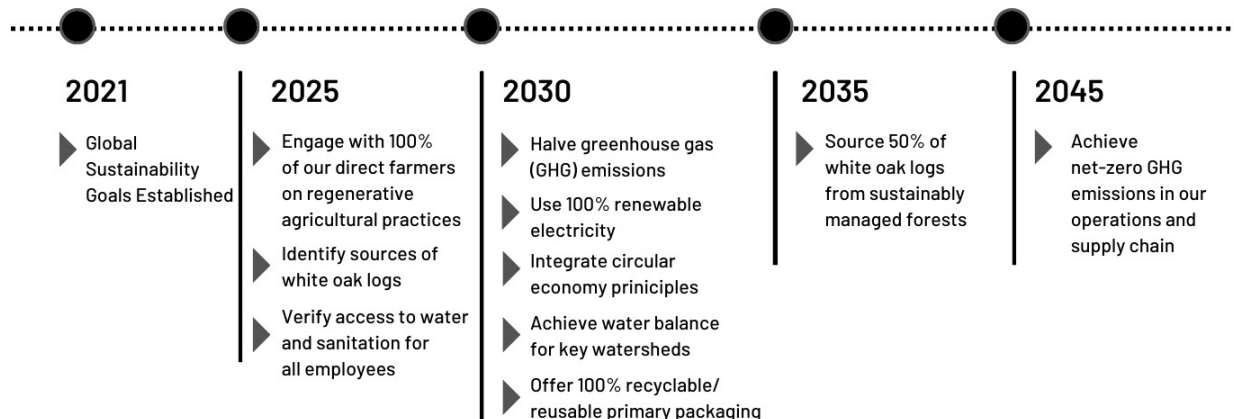 2021
Global
Sustainability
Goals Established
2025
Engage with 100%
of our direct farmers
on regenerative
agricultural practices
Identify sources of
white oak logs
Verify access to water
and sanitation for
all employees
2030
Halve greenhouse gas
(GHG) emissions
Use 100% renewable
electricity
Integrate circular
economy priniciples
Achieve water balance
for key watersheds
Offer 100% recyclable/
reusable primary packaging
2035
Source 50% of
white oak logs
from sustainably
managed forests
2045
Achieve
net-zero GHG
emissions in our
operations and
supply chain